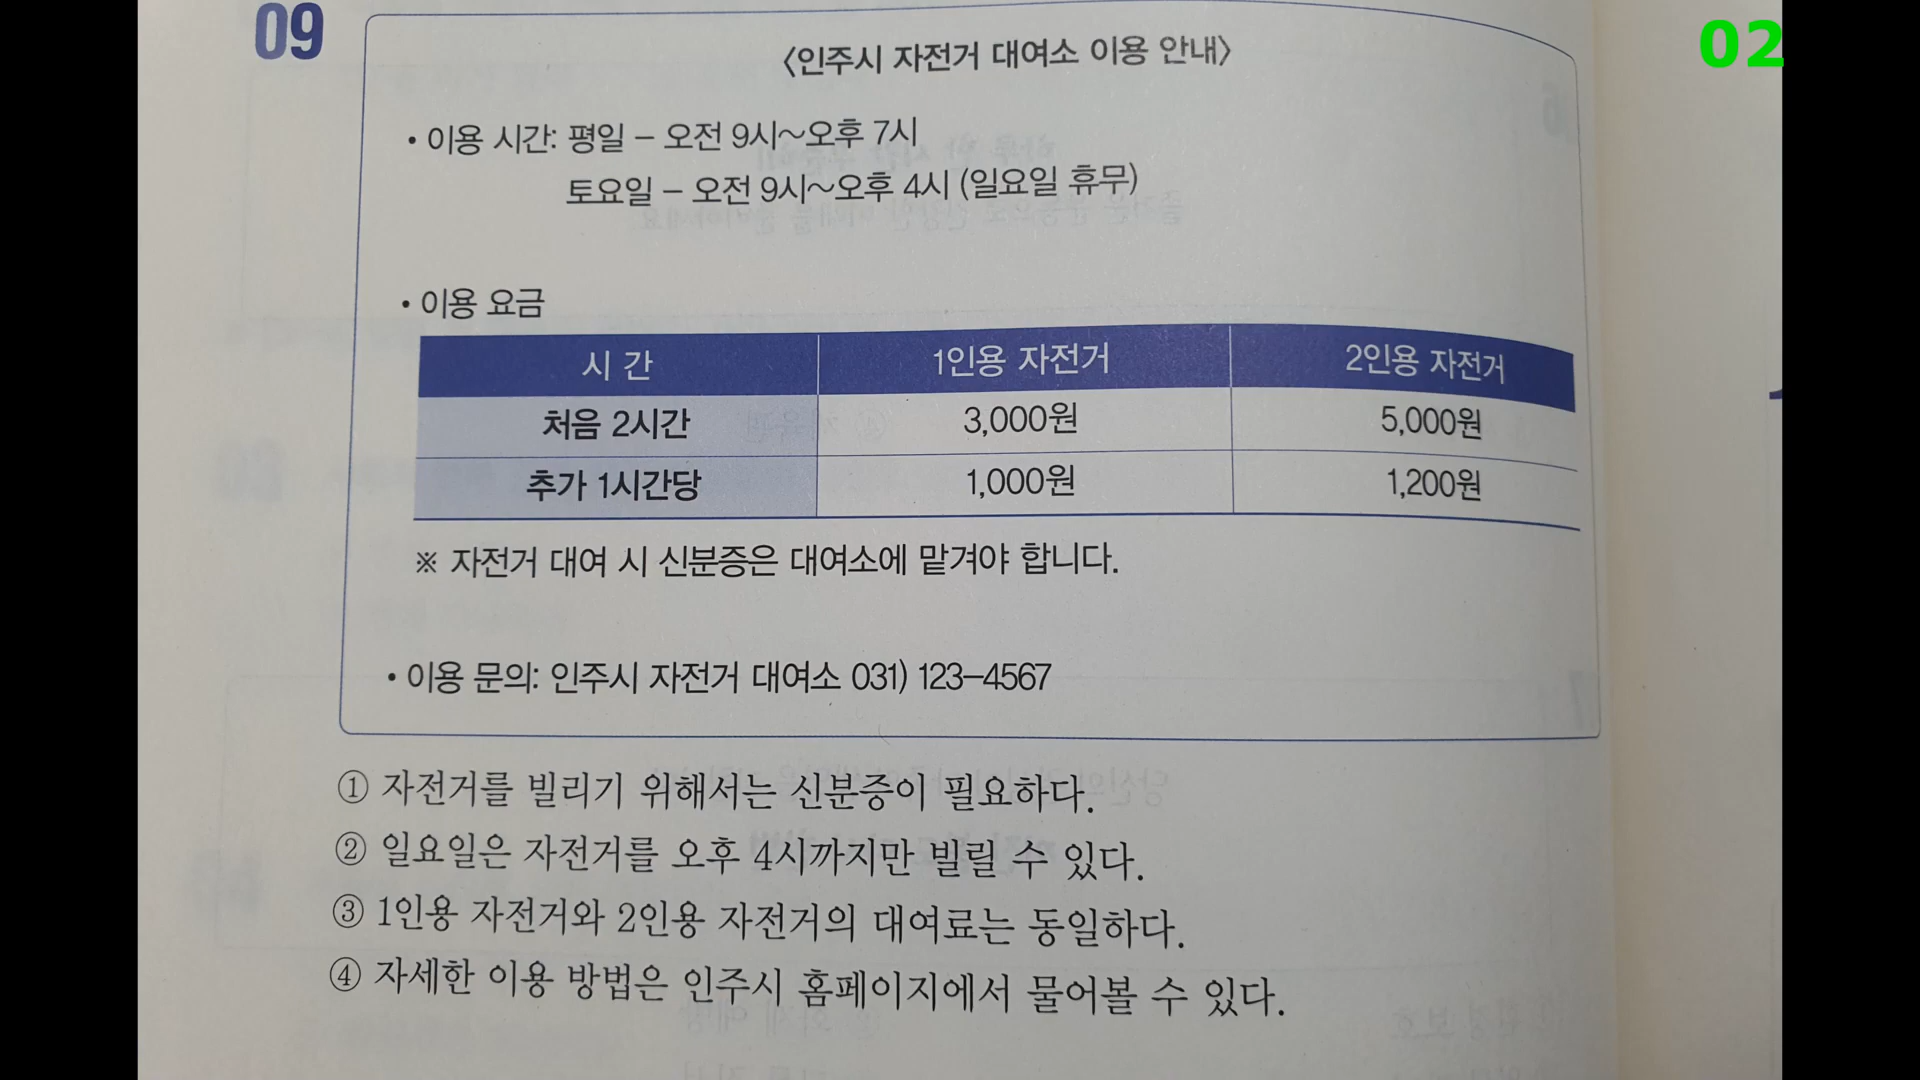 09
02
〈인주시 자전거 대여소 이용 안내〉
• 이용 시간: 평일 – 오전 9시~오후 7시
토요일 – 오전 9시~오후 4시 (일요일 휴무)
• 이용 요금
시 간 1인용 자전거 2인용 자전거
처음 2시간 3,000원 5,000원
추가 1시간당 1,000원 1,200원
※ 자전거 대여 시 신분증은 대여소에 맡겨야 합니다.
• 이용 문의: 인주시 자전거 대여소 031) 123–4567
① 자전거를 빌리기 위해서는 신분증이 필요하다.
② 일요일은 자전거를 오후 4시까지만 빌릴 수 있다.
③ 1인용 자전거와 2인용 자전거의 대여료는 동일하다.
④ 자세한 이용 방법은 인주시 홈페이지에서 물어볼 수 있다.